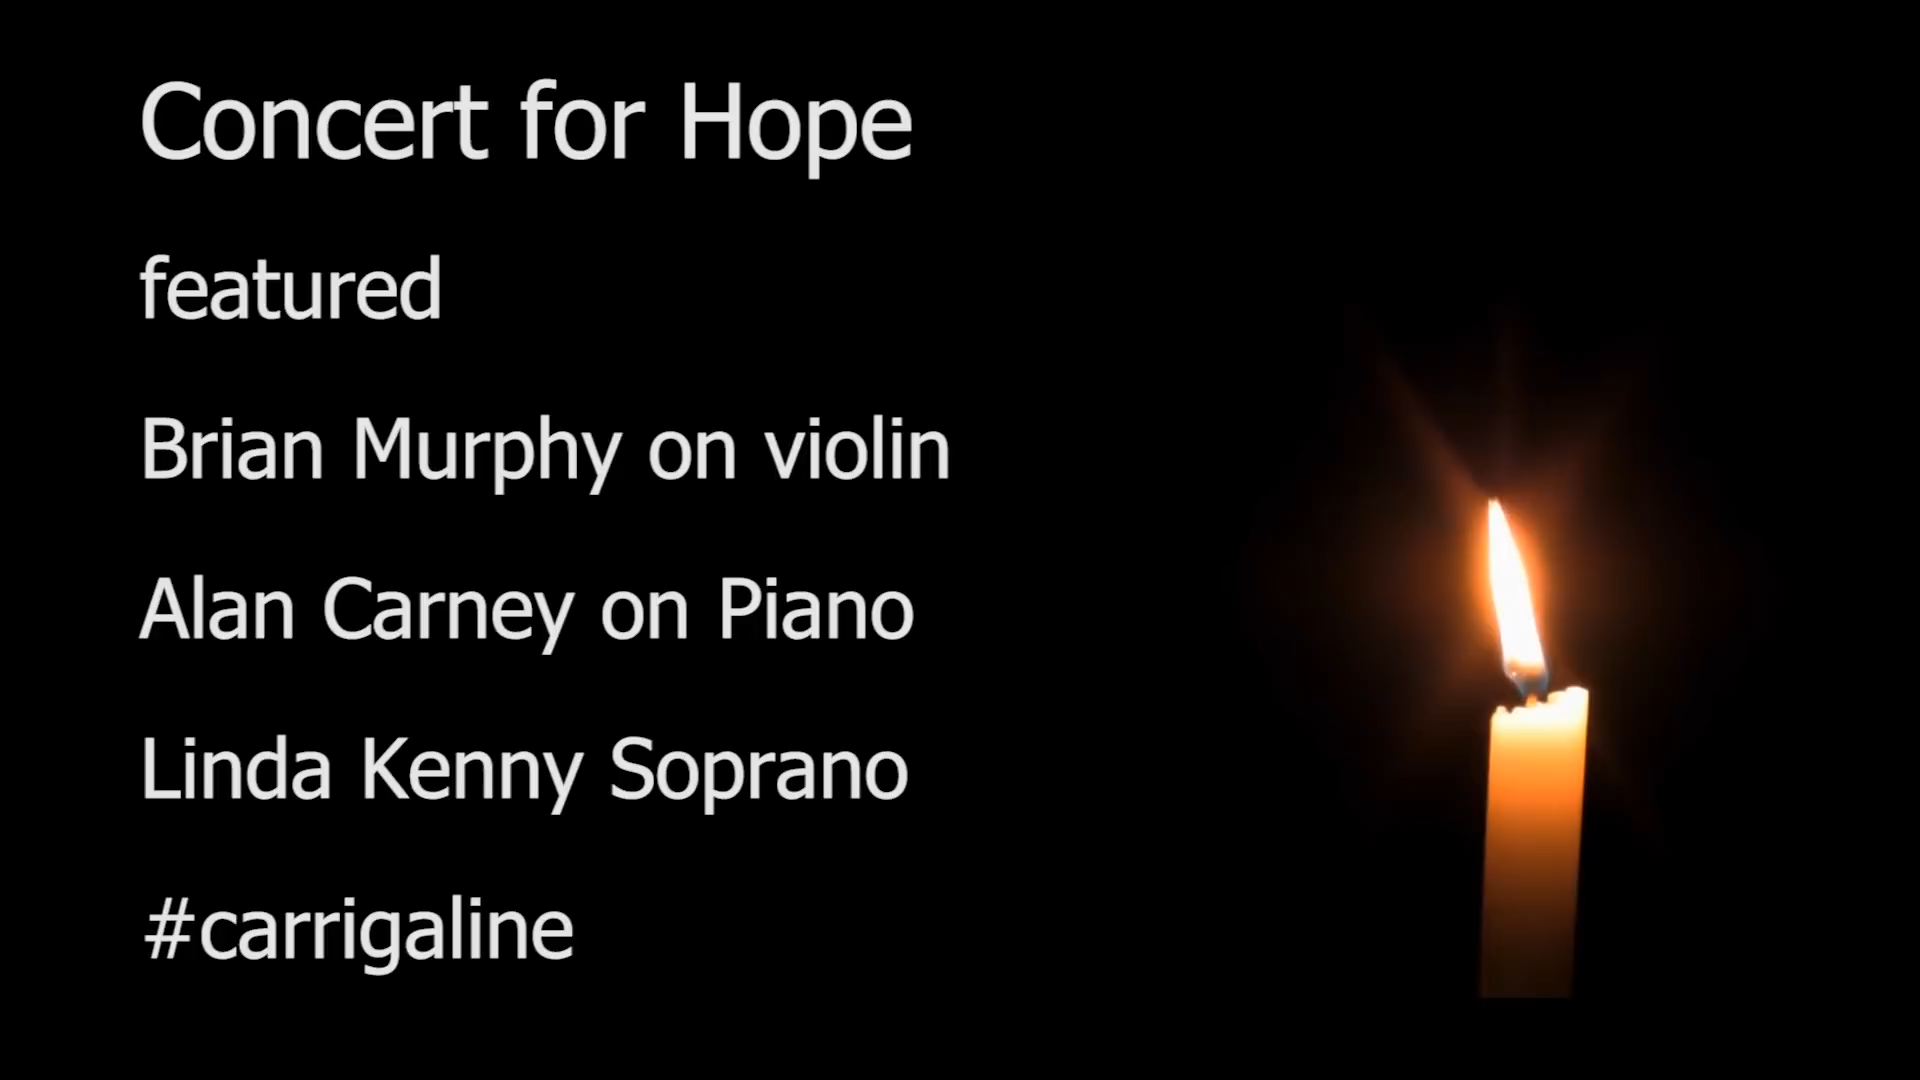 Concert for Hope
featured
Brian Murphy on violin
Alan Carney on Piano
Linda Kenny Soprano
#carrigaline